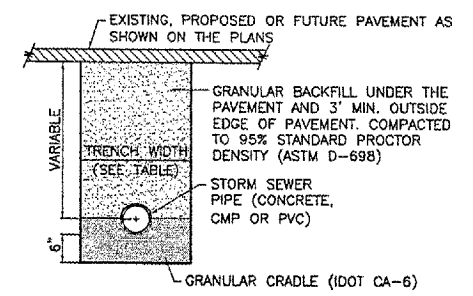 EXISTING, PROPOSED OR FUTURE PAVEMENT AS
SHOWN ON THE PLANS
GRANULAR BACKFILL UNDER THE
PAVEMENT AND 3' MIN. OUTSIDE
EDGE OF PAVEMENT. COMPACTED
TO 95% STANDARD PROCTOR
DENSITY (ASTM D-698)
VARIABLE
TRENCH WIDTH
(SEE TABLE)
STORM SEWER
PIPE (CONCRETE,
CMP OR PVC)
6"
GRANULAR CRADLE (IDOT CA-6)